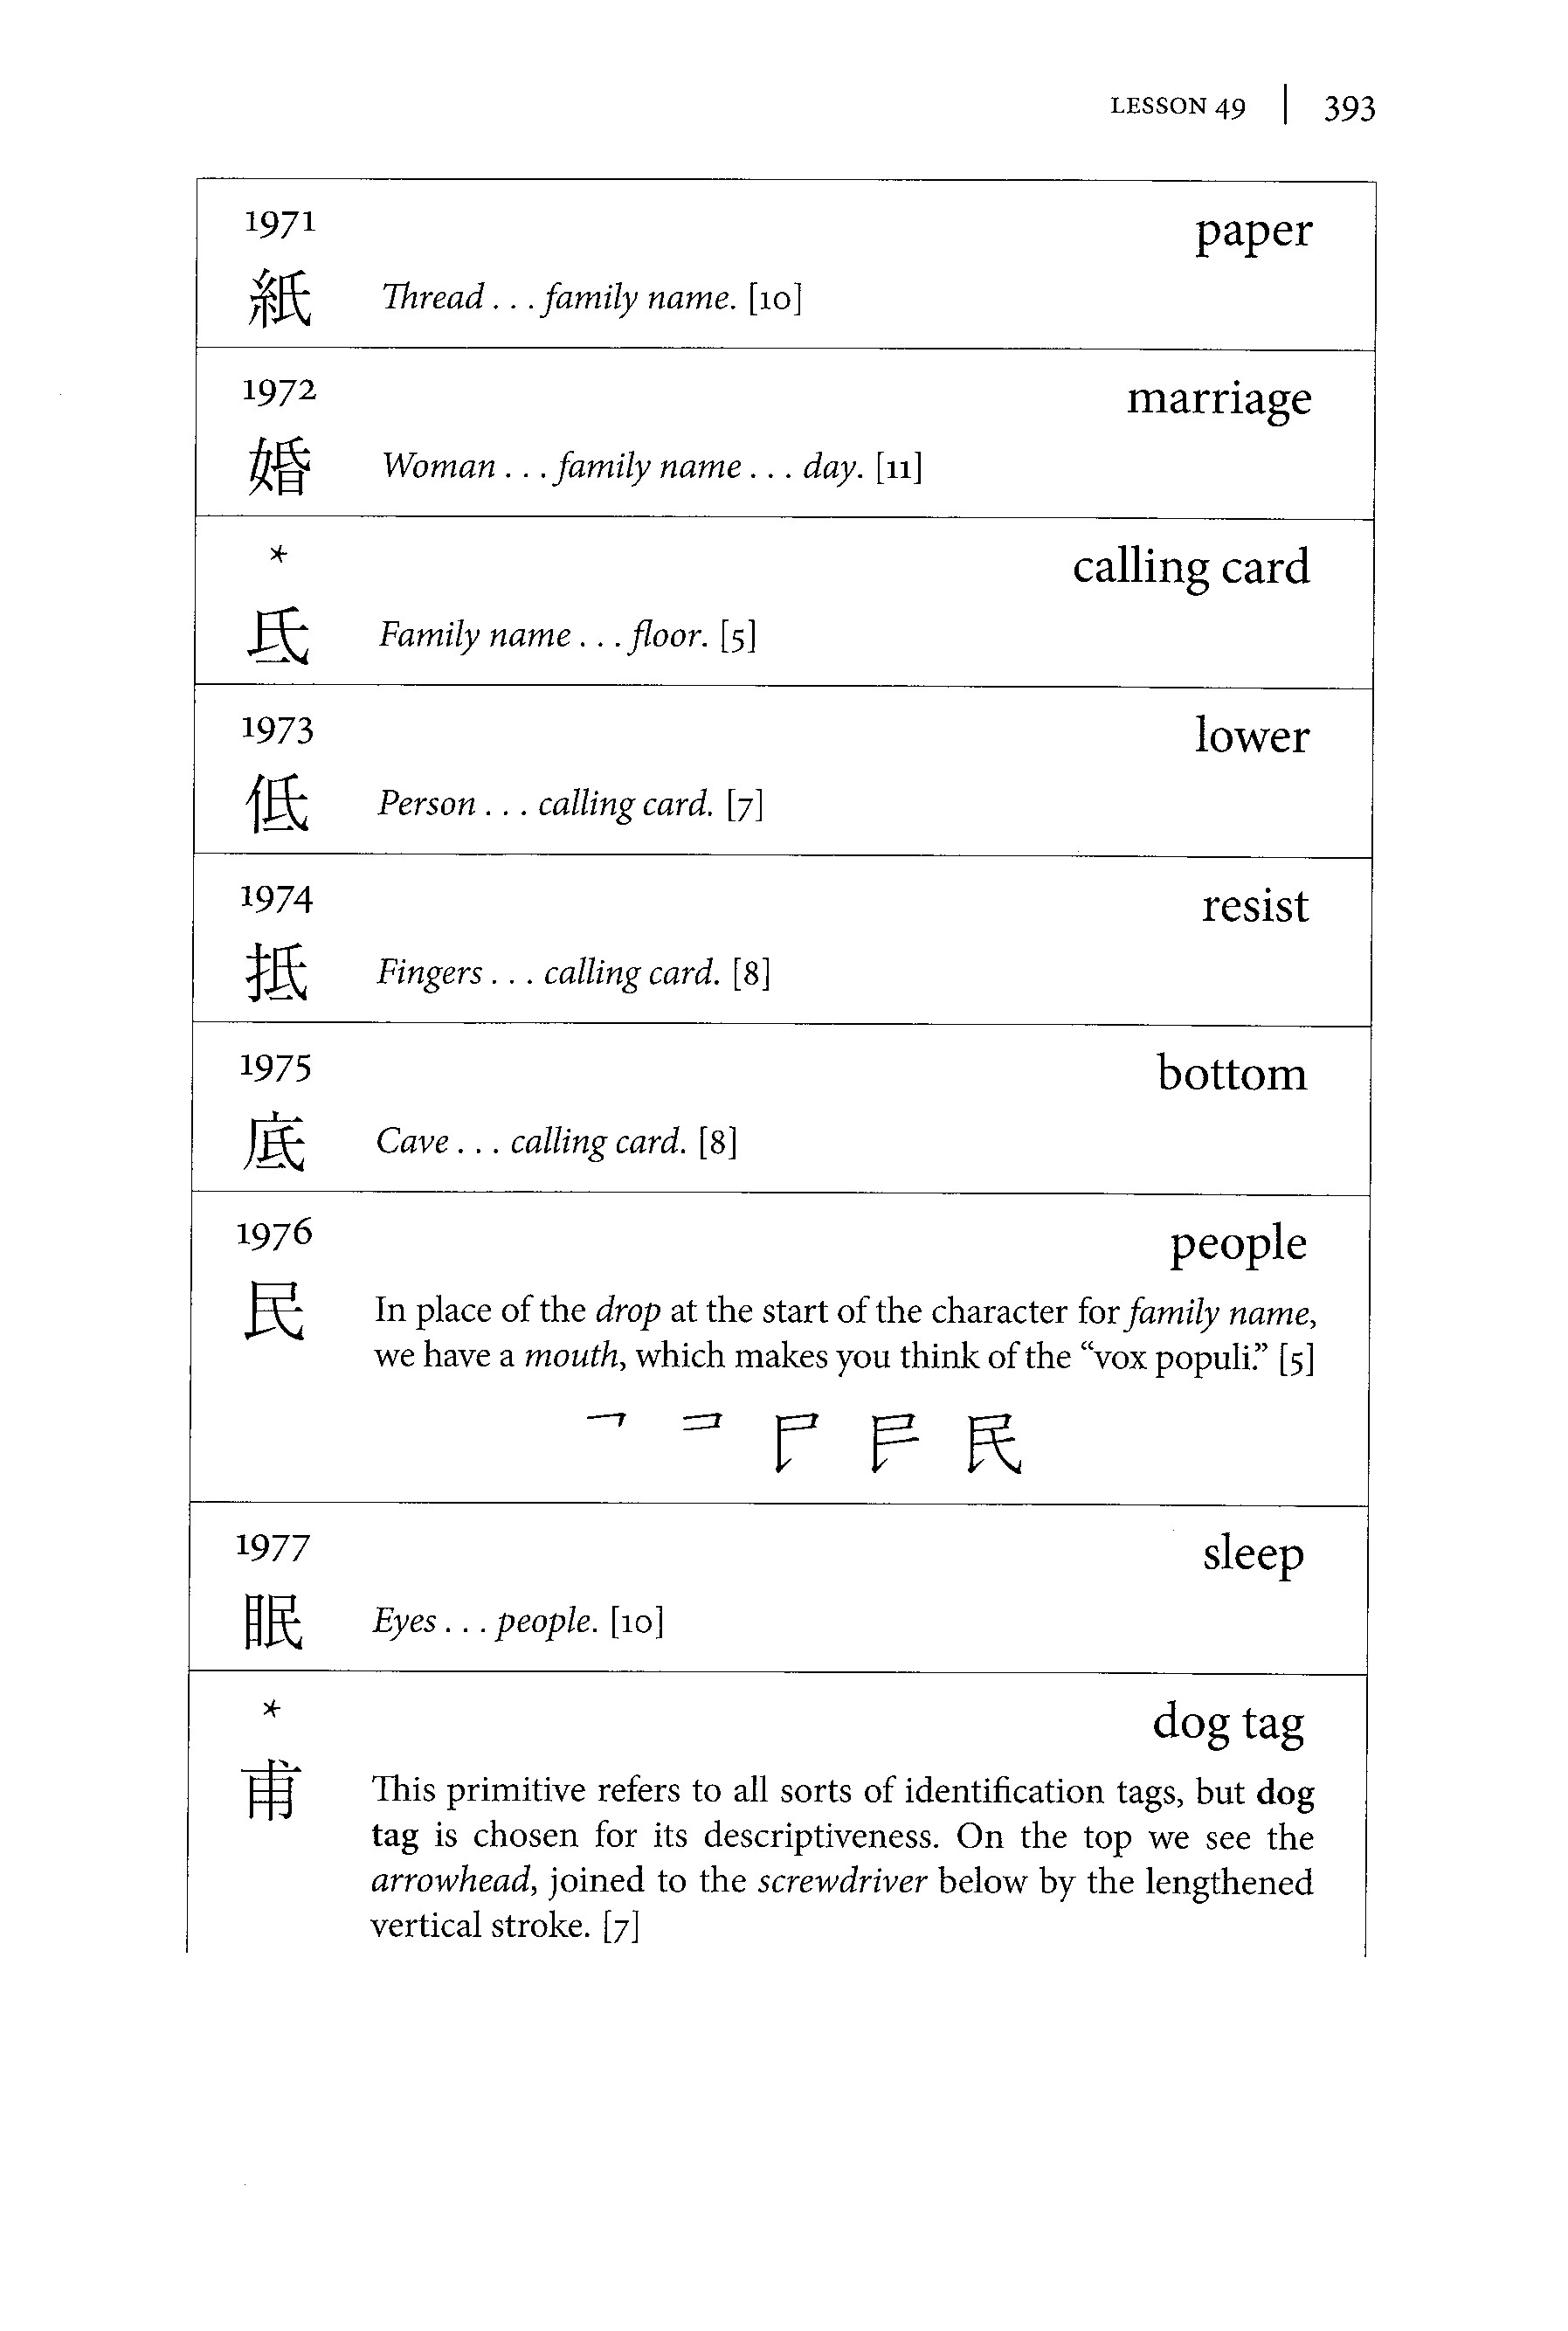 LESSON 49 | 393
1971
paper
紙
Thread . . . family name. [10]
1972
marriage
婚
Woman . . . family name . . . day. [11]
*
calling card
氐
Family name . . . floor. [5]
1973
lower
低
Person . . . calling card. [7]
1974
resist
抵
Fingers . . . calling card. [8]
1975
bottom
底
Cave . . . calling card. [8]
1976
people
民
In place of the drop at the start of the character for family name,
we have a mouth, which makes you think of the “vox populi.” [5]
民
1977
sleep
眠
Eyes . . . people. [10]
*
dog tag
甫
This primitive refers to all sorts of identification tags, but dog
tag is chosen for its descriptiveness. On the top we see the
arrowhead, joined to the screwdriver below by the lengthened
vertical stroke. [7]